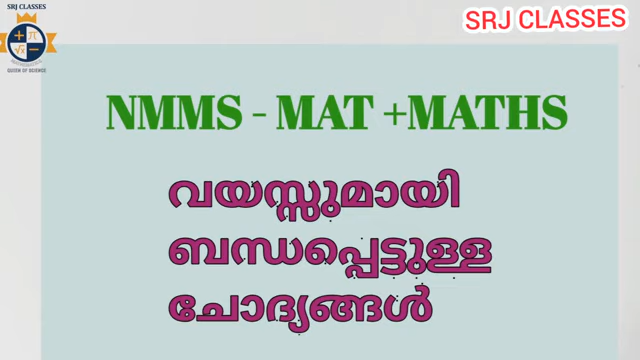 SRJ CLASSES
SRJ CLASSES
+ π
√x −
QUEEN OF SCIENCE
NMMS - MAT +MATHS
വയസ്സുമായി
ബന്ധപ്പെട്ടുള്ള
ചോദ്യങ്ങൾ